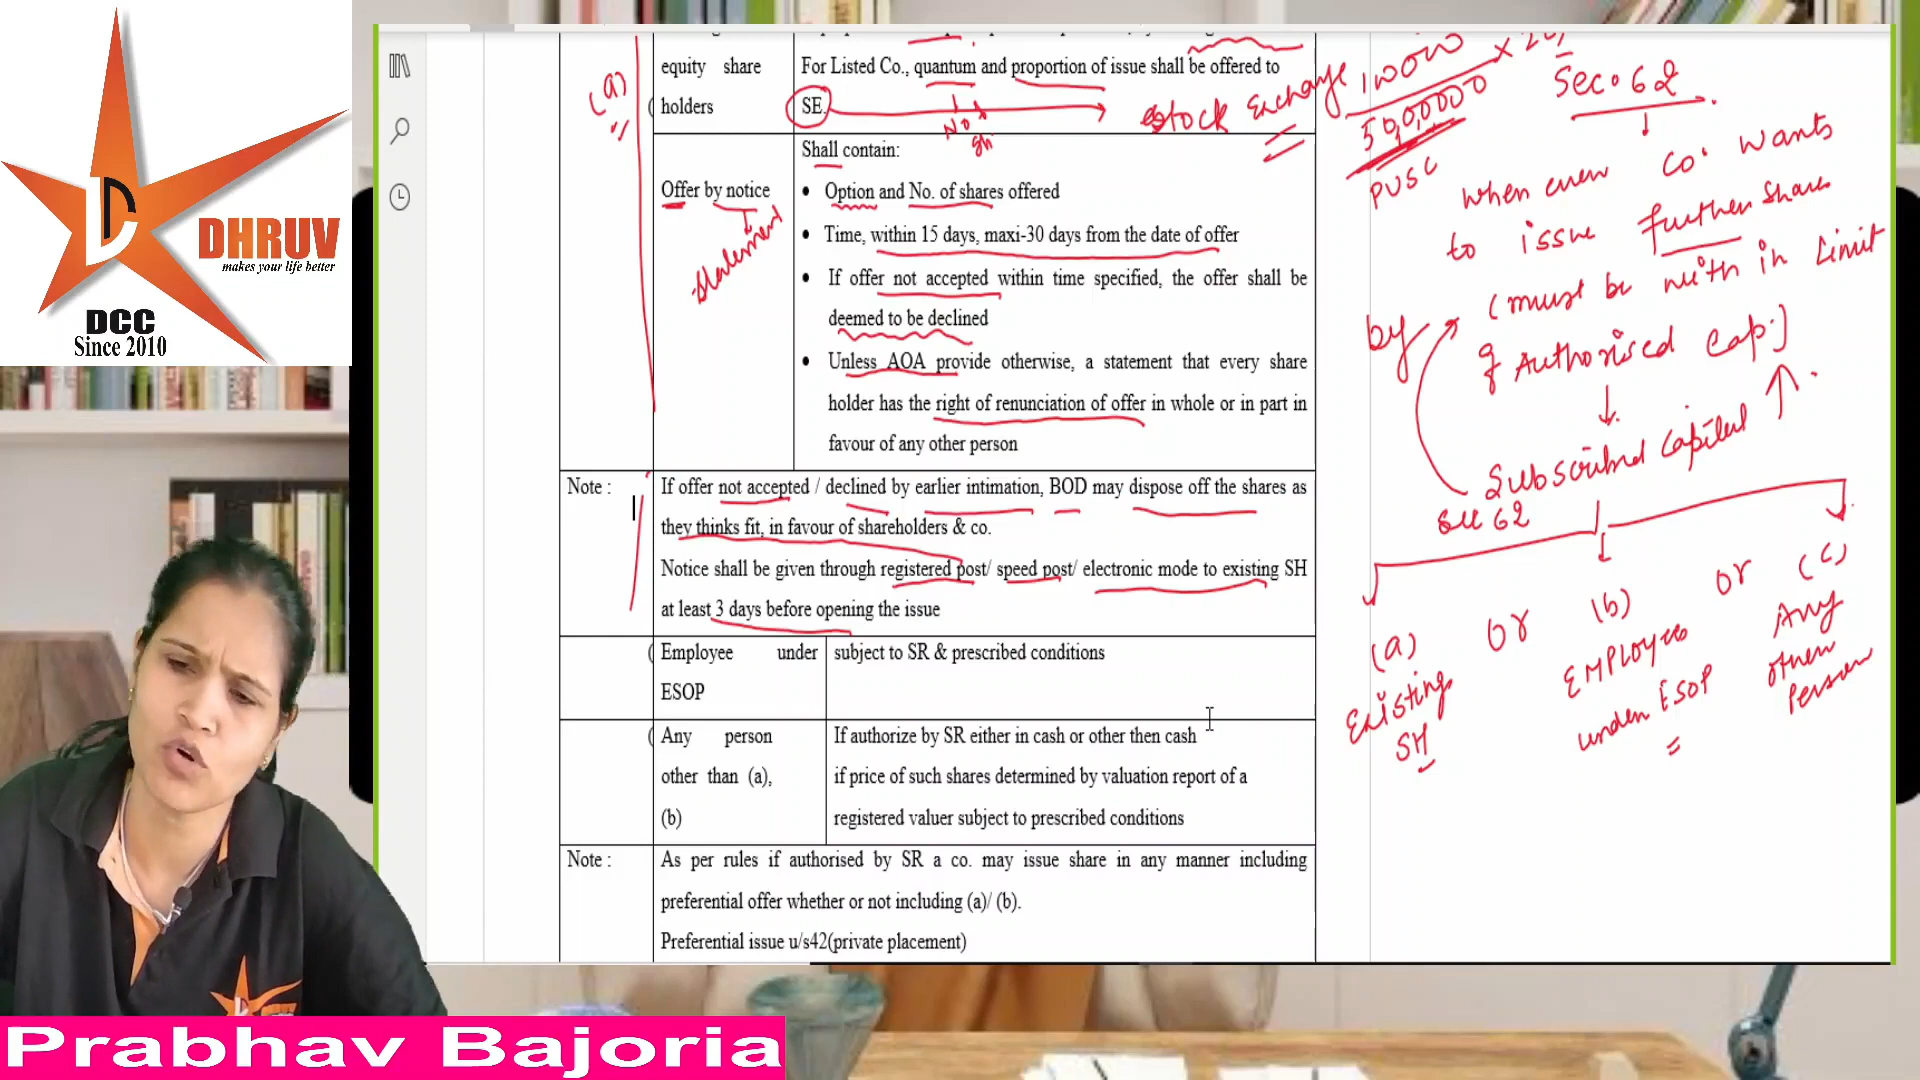 DHRUV
makes your life better
DCC
Since 2010
equity share
holders
For Listed Co., quantum and proportion of issue shall be offered to
SE.
Stock Exchange
No
sh
(a)
Offer by notice
Statement
Shall contain:
• Option and No. of shares offered
• Time, within 15 days, maxi-30 days from the date of offer
• If offer not accepted within time specified, the offer shall be
deemed to be declined
• Unless AOA provide otherwise, a statement that every share
holder has the right of renunciation of offer in whole or in part in
favour of any other person
Note :
If offer not accepted / declined by earlier intimation, BOD may dispose off the shares as
they thinks fit, in favour of shareholders & co.
Notice shall be given through registered post/ speed post/ electronic mode to existing SH
at least 3 days before opening the issue
( Employee under
ESOP
subject to SR & prescribed conditions
( Any person
other than (a),
(b)
If authorize by SR either in cash or other then cash
if price of such shares determined by valuation report of a
registered valuer subject to prescribed conditions
Note :
As per rules if authorised by SR a co. may issue share in any manner including
preferential offer whether or not including (a)/ (b).
Preferential issue u/s42(private placement)
PUSC
Sec. 62
When ever Co. wants
to issue further shares
(must be with in Limit
of Authorised Cap.)
by
Subscribed Capital
Sec 62
(a) or (b) or (c)
Existing
SH
Employee
under ESOP
Any
other
Person
Prabhav Bajoria